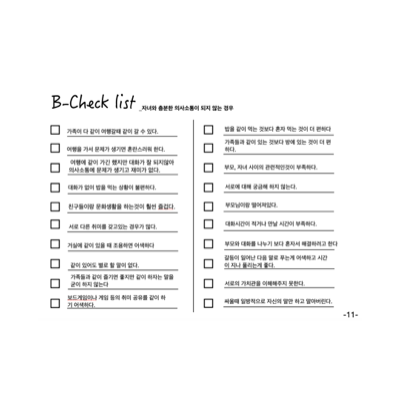 B-Check list _자녀와 충분한 의사소통이 되지 않는 경우
가족이 다 같이 여행갈때 같이 갈 수 있다.
여행을 가서 문제가 생기면 혼란스러워 한다.
여행에 같이 가긴 했지만 대화가 잘 되지않아
의사소통에 문제가 생기고 재미가 없다.
대화가 없이 밥을 먹는 상황이 불편하다.
친구들이랑 문화생활을 하는것이 훨씬 즐겁다.
서로 다른 취미를 갖고있는 경우가 많다.
거실에 같이 있을 때 조용하면 어색하다
같이 있어도 별로 할 말이 없다.
가족들과 같이 즐기면 좋지만 같이 하자는 말을
굳이 하지 않는다
보드게임이나 게임 등의 취미 공유를 같이 하
기 어색하다.
밥을 같이 먹는 것보다 혼자 먹는 것이 더 편하다
가족들과 같이 있는 것보다 방에 있는 것이 더 편
하다.
부모, 자녀 사이의 관련적인것이 부족하다.
서로에 대해 궁금해 하지 않는다.
부모님이랑 떨어져있다.
대화시간이 적거나 만날 시간이 부족하다.
부모와 대화를 나누기 보다 혼자서 해결하려고 한다
갈등이 일어난 다음 말로 푸는게 어색하고 시간
이 지나 풀리는게 좋다.
서로의 가치관을 이해해주지 못한다.
싸울때 일방적으로 자신의 말만 하고 말아버린다.
-11-